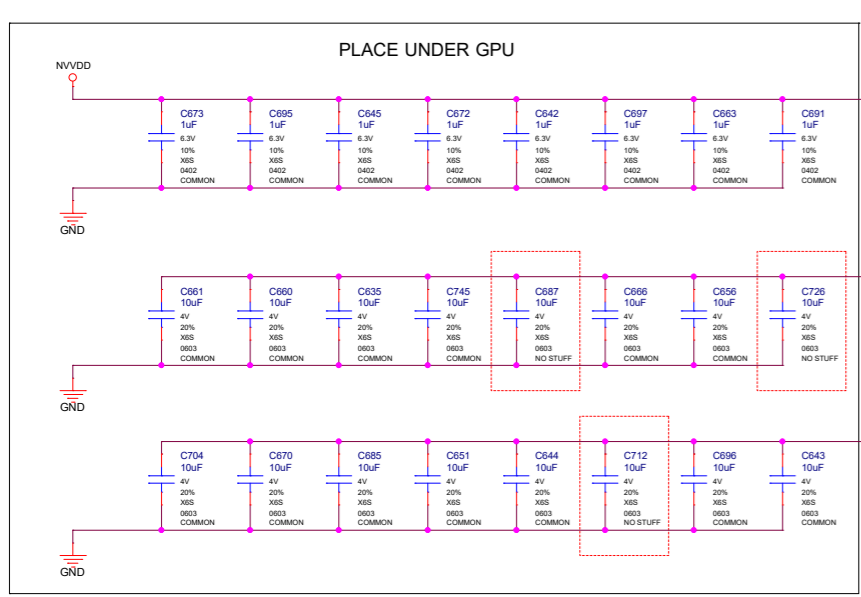 PLACE UNDER GPU
NVVDD
C673 C695 C645 C672 C642 C697 C663 C691
1uF 1uF 1uF 1uF 1uF 1uF 1uF 1uF
6.3V 6.3V 6.3V 6.3V 6.3V 6.3V 6.3V 6.3V
10% 10% 10% 10% 10% 10% 10% 10%
X6S X6S X6S X6S X6S X6S X6S X6S
0402 0402 0402 0402 0402 0402 0402 0402
COMMON COMMON COMMON COMMON COMMON COMMON COMMON COMMON
GND
C661 C660 C635 C745 C687 C666 C656 C726
10uF 10uF 10uF 10uF 10uF 10uF 10uF 10uF
4V 4V 4V 4V 4V 4V 4V 4V
20% 20% 20% 20% 20% 20% 20% 20%
X6S X6S X6S X6S X6S X6S X6S X6S
0603 0603 0603 0603 0603 0603 0603 0603
COMMON COMMON COMMON COMMON NO STUFF COMMON COMMON NO STUFF
GND
C704 C670 C685 C651 C644 C712 C696 C643
10uF 10uF 10uF 10uF 10uF 10uF 10uF 10uF
4V 4V 4V 4V 4V 4V 4V 4V
20% 20% 20% 20% 20% 20% 20% 20%
X6S X6S X6S X6S X6S X6S X6S X6S
0603 0603 0603 0603 0603 0603 0603 0603
COMMON COMMON COMMON COMMON COMMON NO STUFF COMMON COMMON
GND